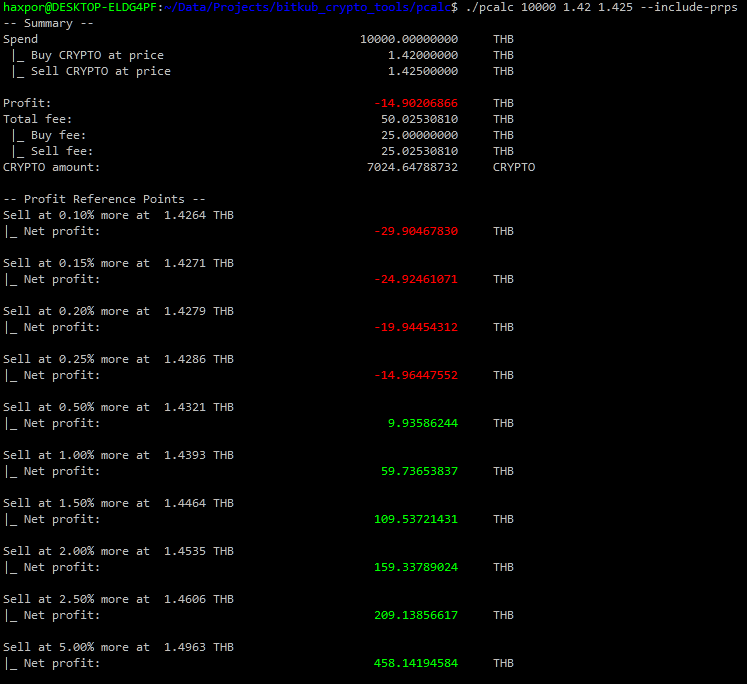 haxpor@DESKTOP-ELDG4PF:~/Data/Projects/bitkub_crypto_tools/pcalc$ ./pcalc 10000 1.42 1.425 --include-prps
-- Summary --
Spend 10000.00000000 THB
|_ Buy CRYPTO at price 1.42000000 THB
|_ Sell CRYPTO at price 1.42500000 THB
Profit: -14.90206866 THB
Total fee: 50.02530810 THB
|_ Buy fee: 25.00000000 THB
|_ Sell fee: 25.02530810 THB
CRYPTO amount: 7024.64788732 CRYPTO
-- Profit Reference Points --
Sell at 0.10% more at 1.4264 THB
|_ Net profit: -29.90467830 THB
Sell at 0.15% more at 1.4271 THB
|_ Net profit: -24.92461071 THB
Sell at 0.20% more at 1.4279 THB
|_ Net profit: -19.94454312 THB
Sell at 0.25% more at 1.4286 THB
|_ Net profit: -14.96447552 THB
Sell at 0.50% more at 1.4321 THB
|_ Net profit: 9.93586244 THB
Sell at 1.00% more at 1.4393 THB
|_ Net profit: 59.73653837 THB
Sell at 1.50% more at 1.4464 THB
|_ Net profit: 109.53721431 THB
Sell at 2.00% more at 1.4535 THB
|_ Net profit: 159.33789024 THB
Sell at 2.50% more at 1.4606 THB
|_ Net profit: 209.13856617 THB
Sell at 5.00% more at 1.4963 THB
|_ Net profit: 458.14194584 THB